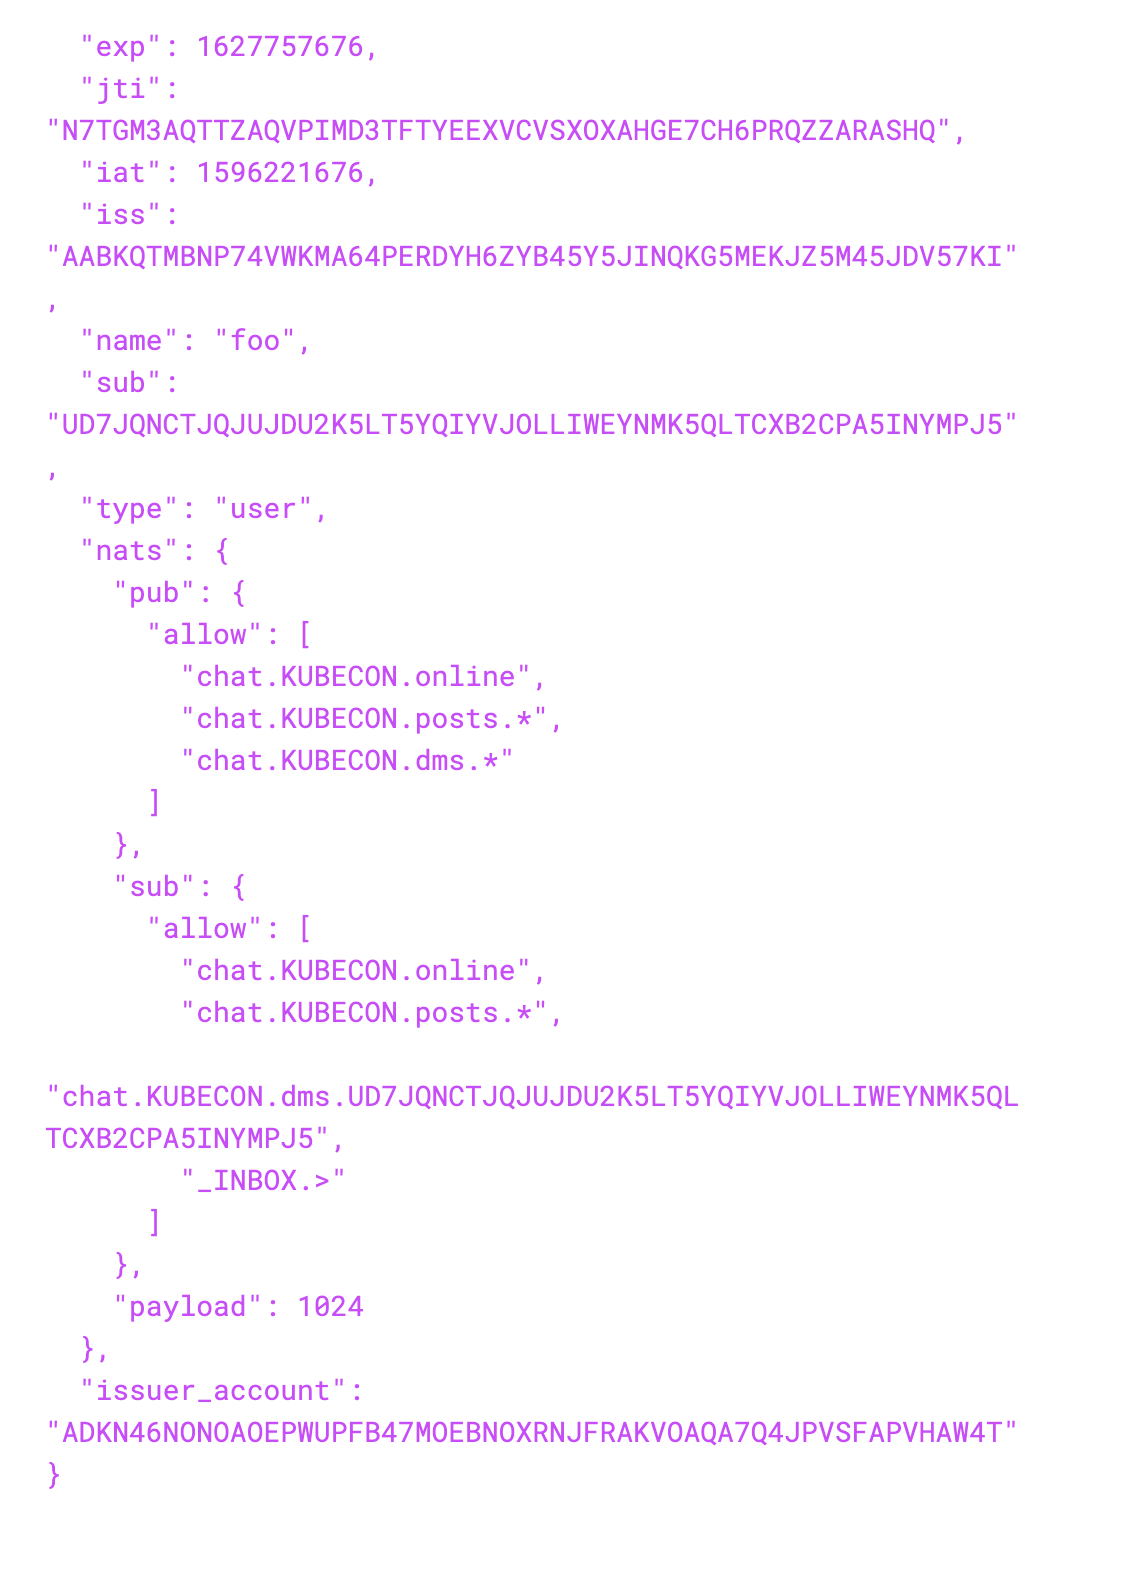 "exp": 1627757676,
"jti":
"N7TGM3AQTTZAQVPIMD3TFTYEEXVCVSXOXAHGE7CH6PRQZZARASHQ",
"iat": 1596221676,
"iss":
"AABKQTMBNP74VWKMA64PERDYH6ZYB45Y5JINQKG5MEKJZ5M45JDV57KI"
,
"name": "foo",
"sub":
"UD7JQNCTJQJUJDU2K5LT5YQIYVJOLLIWEYNMK5QLTCXB2CPA5INYMPJ5"
,
"type": "user",
"nats": {
"pub": {
"allow": [
"chat.KUBECON.online",
"chat.KUBECON.posts.*",
"chat.KUBECON.dms.*"
]
},
"sub": {
"allow": [
"chat.KUBECON.online",
"chat.KUBECON.posts.*",
"chat.KUBECON.dms.UD7JQNCTJQJUJDU2K5LT5YQIYVJOLLIWEYNMK5QL
TCXB2CPA5INYMPJ5",
"_INBOX.>"
]
},
"payload": 1024
},
"issuer_account":
"ADKN46NONOAOEPWUPFB47MOEBNOXRNJFRAKVOAQA7Q4JPVSFAPVHAW4T"
}